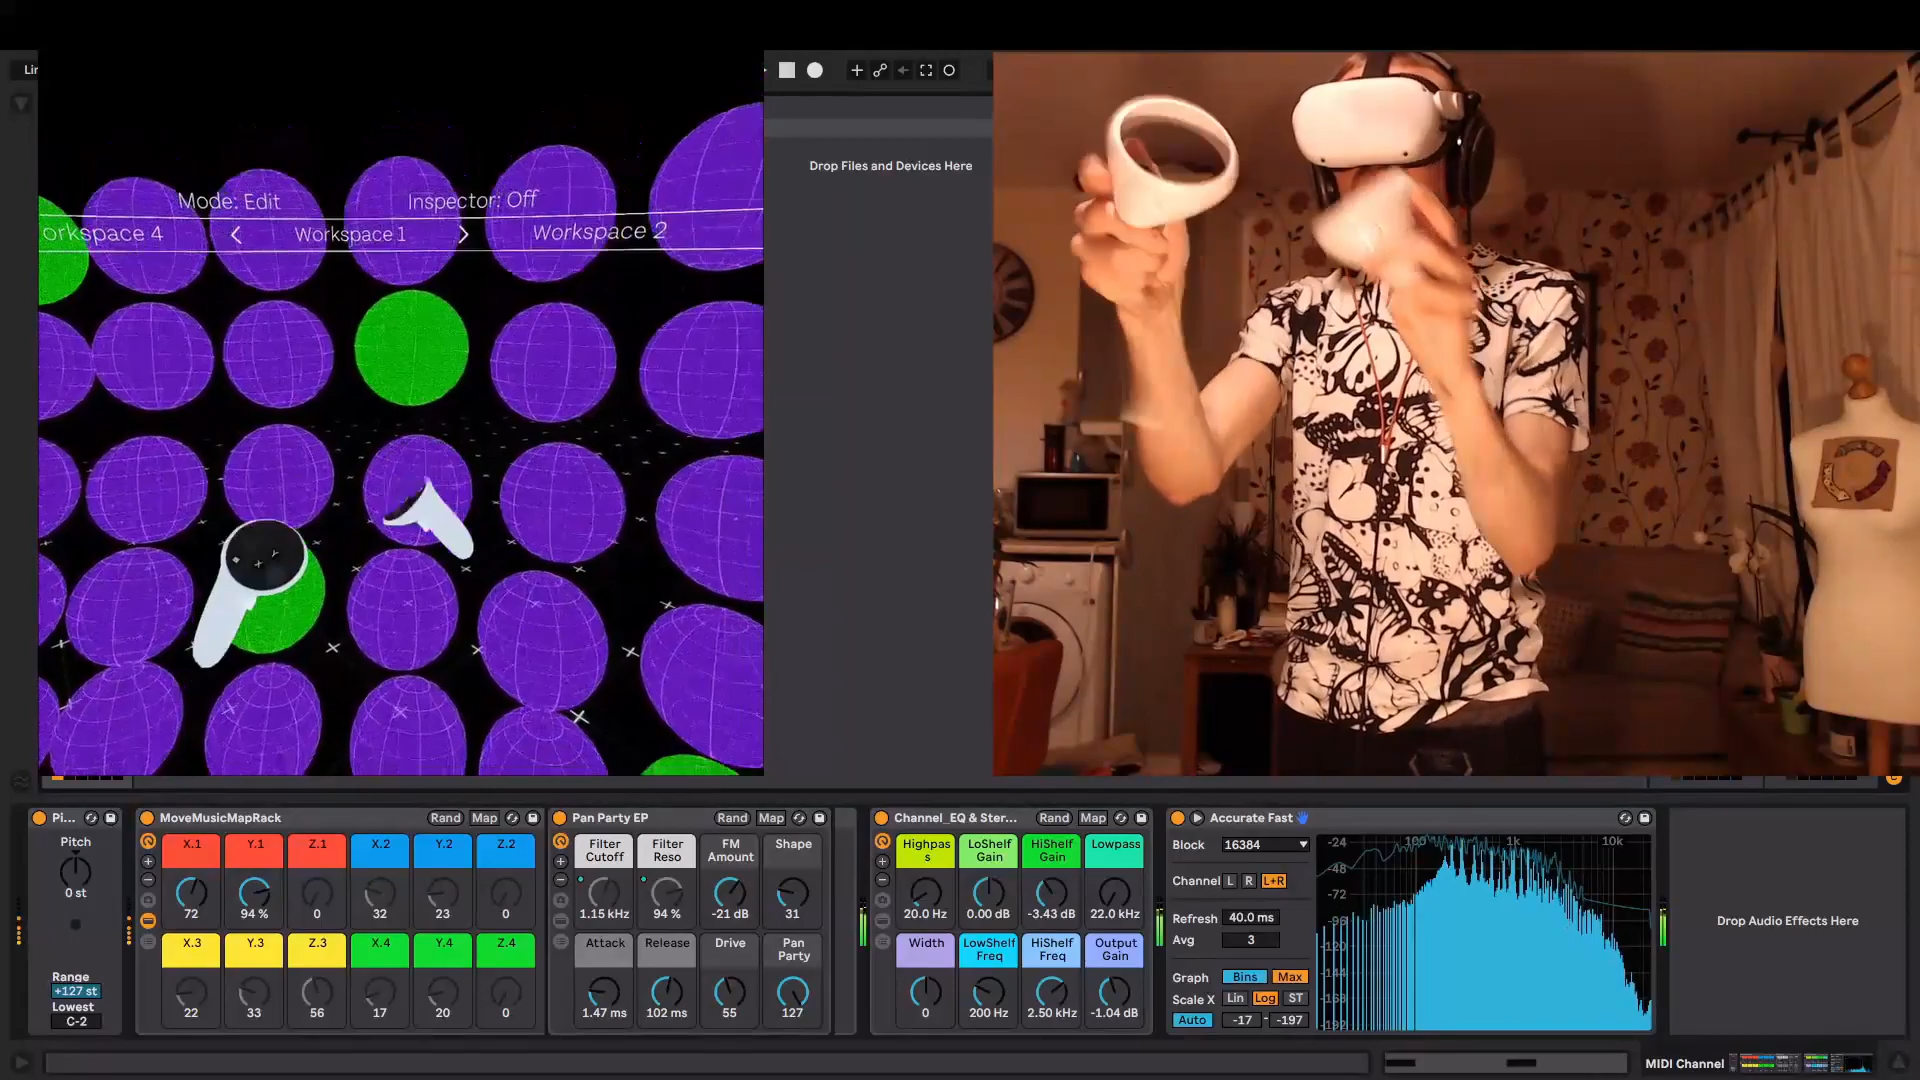 Lir
Mode: Edit
Inspector: Off
orkspace 4
Workspace 1
Workspace 2
Y
X
Drop Files and Devices Here
Pi...
Pitch
0 st
Range
+127 st
Lowest
C-2
MoveMusicMapRack
Rand
Map
X.1
Y.1
Z.1
X.2
Y.2
Z.2
72
94 %
0
32
23
0
X.3
Y.3
Z.3
X.4
Y.4
Z.4
22
33
56
17
20
0
Pan Party EP
Rand
Map
Filter
Cutoff
Filter
Reso
FM
Amount
Shape
1.15 kHz
94 %
-21 dB
31
Attack
Release
Drive
Pan
Party
1.47 ms
102 ms
55
127
Channel_EQ & Ster...
Rand
Map
Highpas
s
LoShelf
Gain
HiShelf
Gain
Lowpass
20.0 Hz
0.00 dB
-3.43 dB
22.0 kHz
Width
LowShelf
Freq
HiShelf
Freq
Output
Gain
0
200 Hz
2.50 kHz
-1.04 dB
Accurate Fast
Block
16384
Channel
L
R
L+R
Refresh
40.0 ms
Avg
3
Graph
Bins
Max
Scale X
Lin
Log
ST
Auto
-17
-
-197
-24
-48
-72
-96
-120
-144
-168
-192
100
1k
10k
Drop Audio Effects Here
MIDI Channel